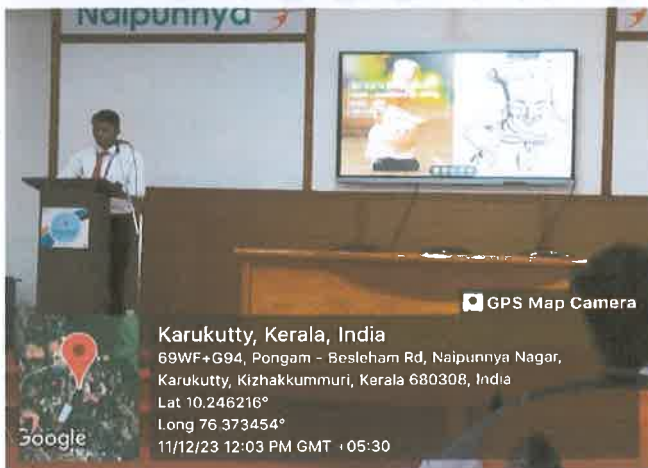 Naipunnya
GPS Map Camera
Karukutty, Kerala, India
69WF+G94, Pongam - Besleham Rd, Naipunnya Nagar,
Karukutty, Kizhakkummuri, Kerala 680308, India
Lat 10.246216°
Long 76.373454°
11/12/23 12:03 PM GMT +05:30
Google